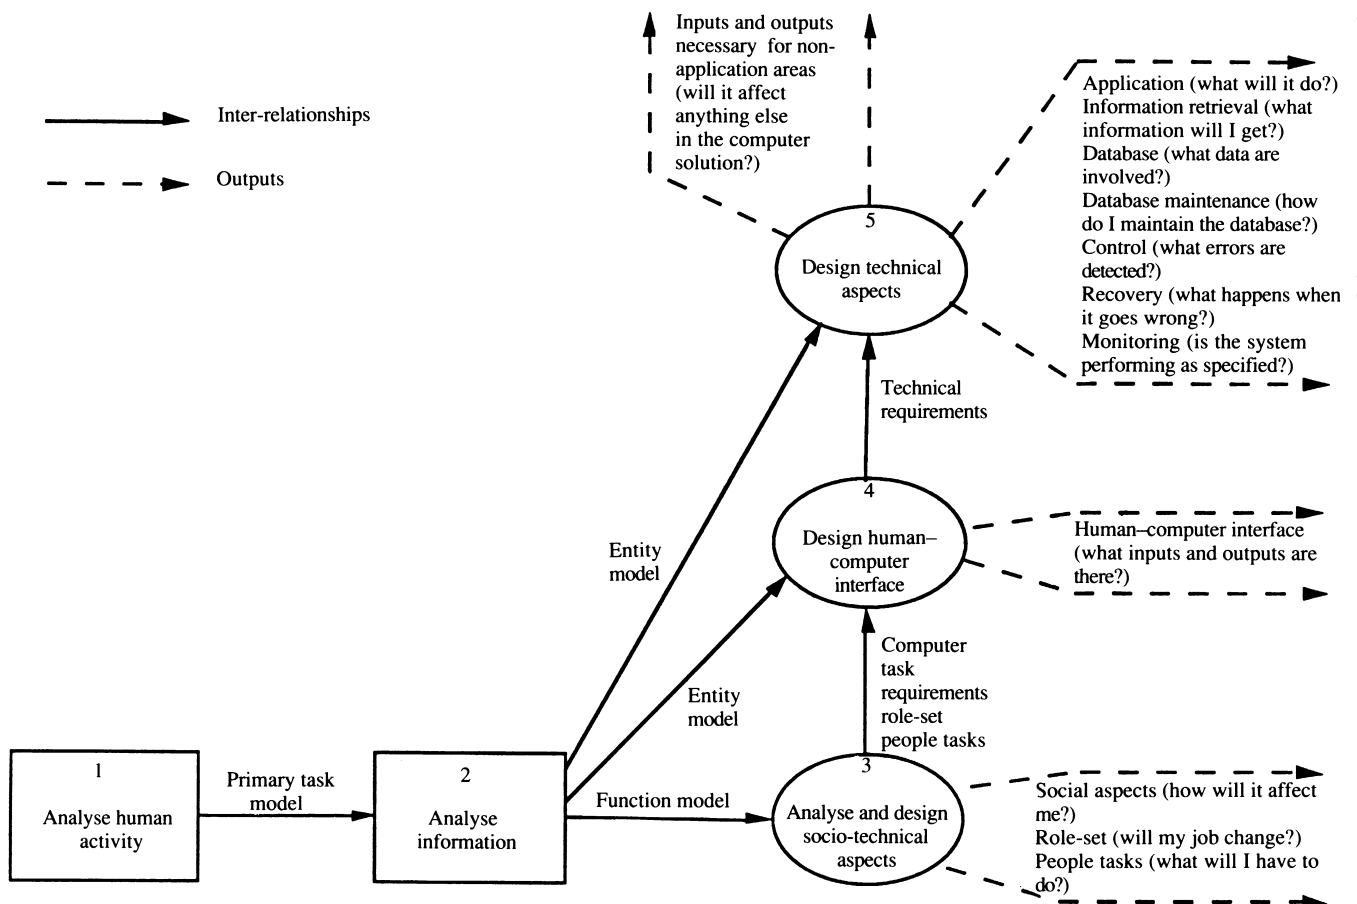 Inter-relationships
Outputs
Inputs and outputs
necessary for non-
application areas
(will it affect
anything else
in the computer
solution?)
Application (what will it do?)
Information retrieval (what
information will I get?)
Database (what data are
involved?)
Database maintenance (how
do I maintain the database?)
Control (what errors are
detected?)
Recovery (what happens when
it goes wrong?)
Monitoring (is the system
performing as specified?)
5
Design technical
aspects
Technical
requirements
4
Design human–
computer
interface
Human–computer interface
(what inputs and outputs are
there?)
Entity
model
Entity
model
Computer
task
requirements
role-set
people tasks
1
Analyse human
activity
Primary task
model
2
Analyse
information
Function model
3
Analyse and design
socio-technical
aspects
Social aspects (how will it affect
me?)
Role-set (will my job change?)
People tasks (what will I have to
do?)